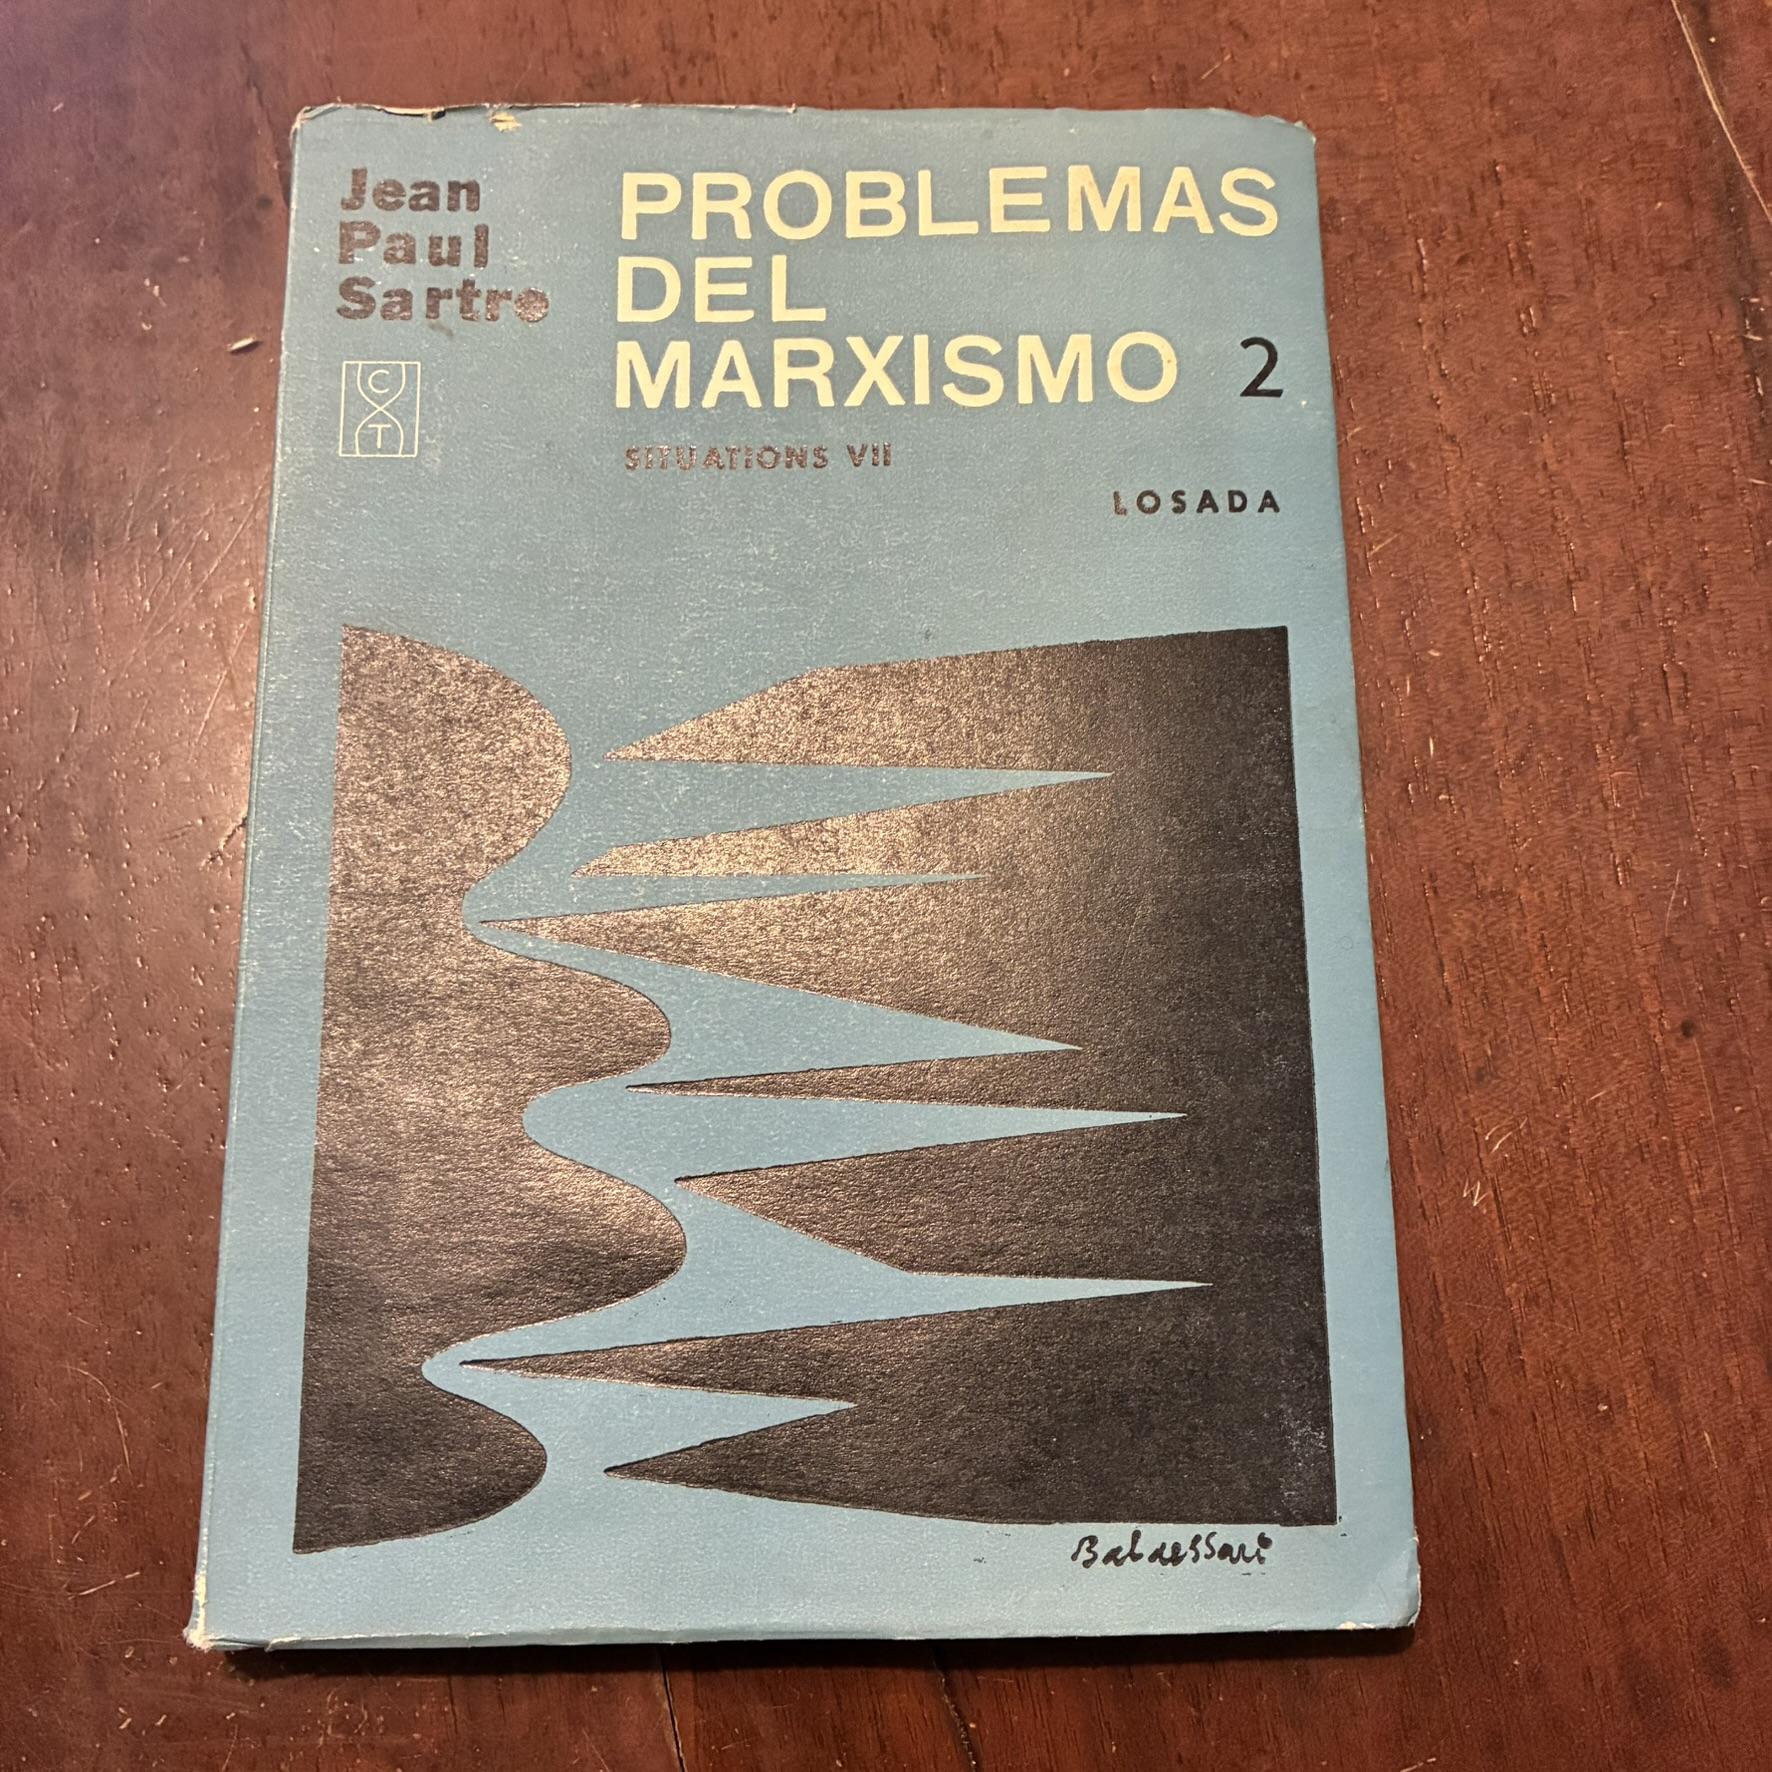 Jean
Paul
Sartre
C
T
PROBLEMAS
DEL
MARXISMO 2
SITUATIONS VII
LOSADA
Baldessari